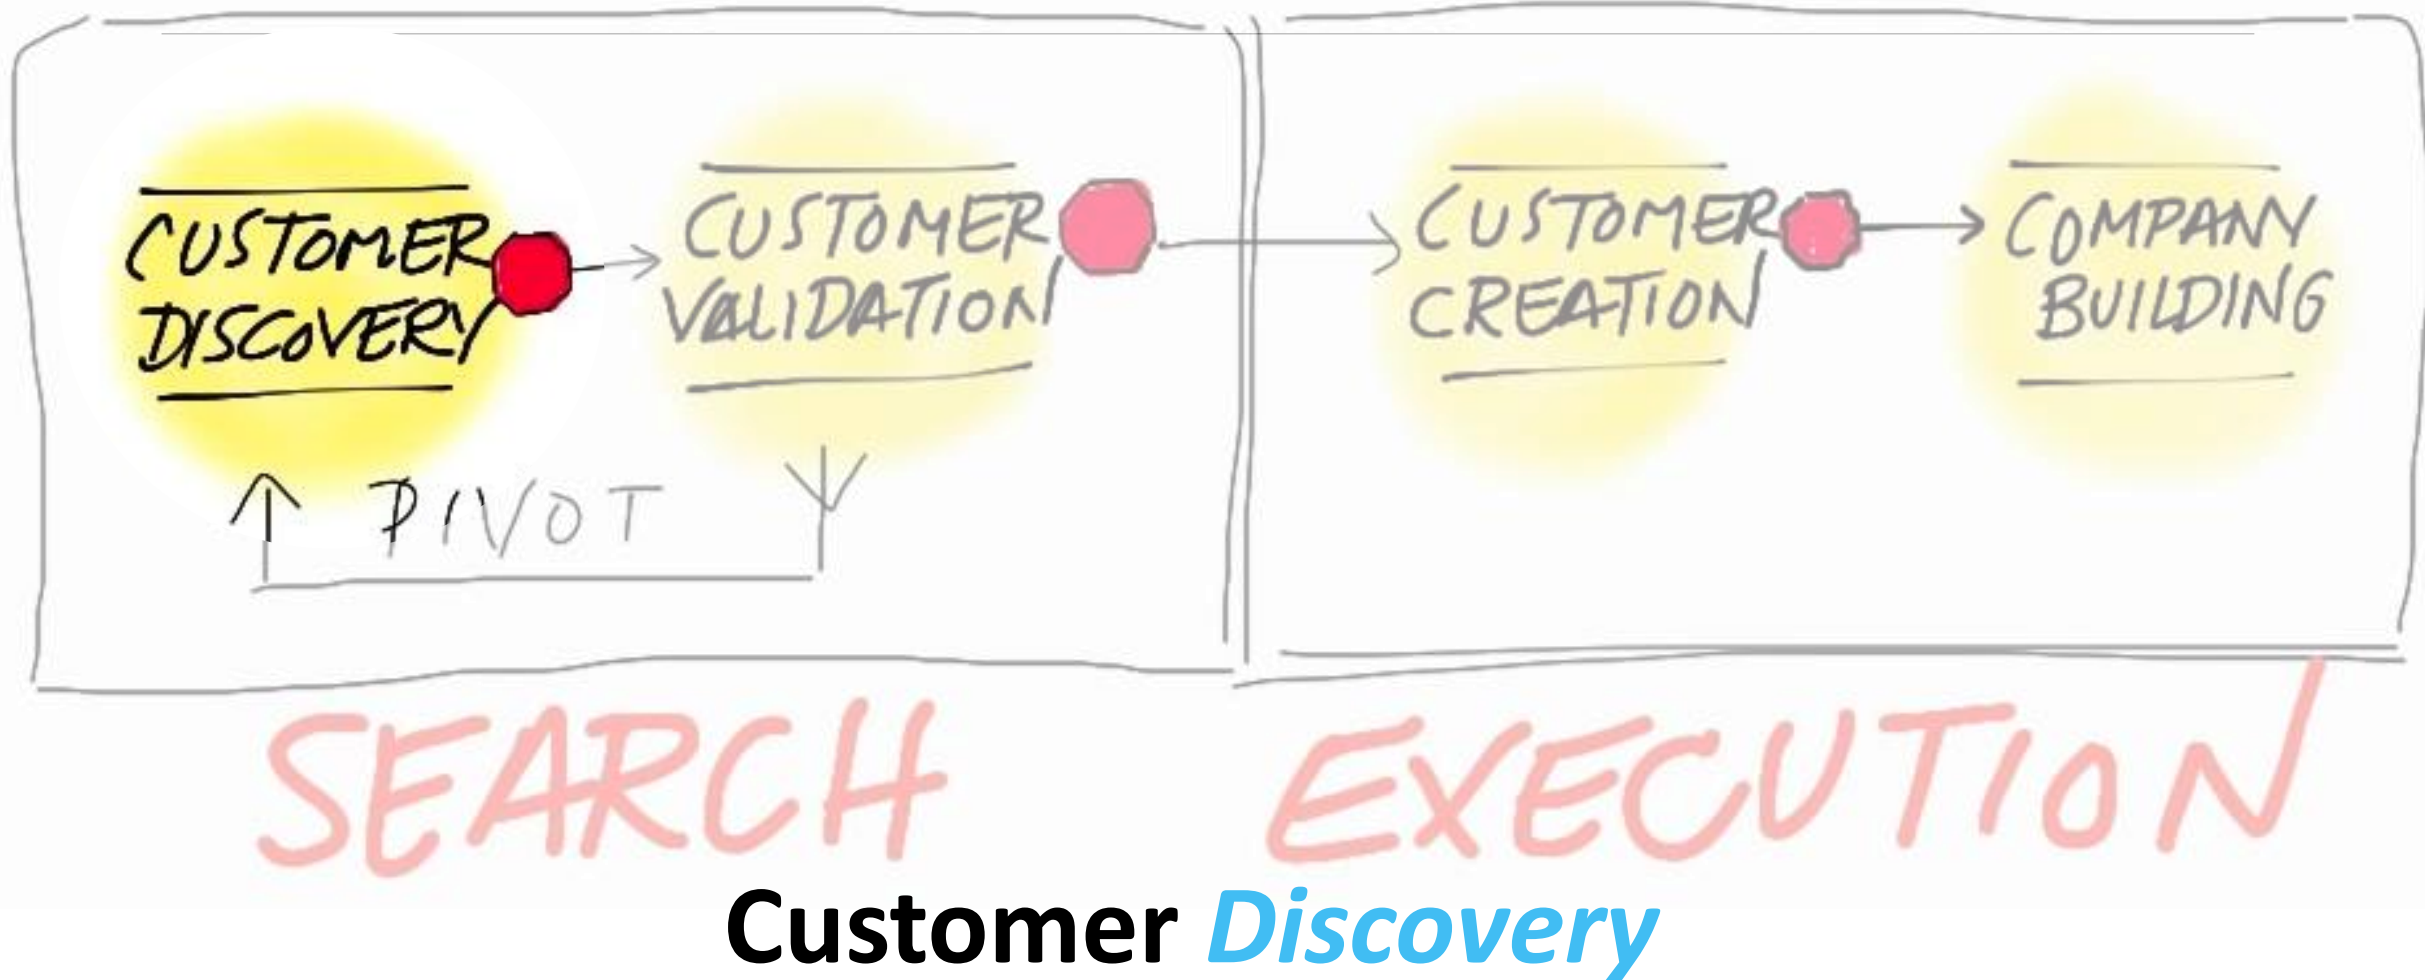 CUSTOMER
DISCOVERY
CUSTOMER
VALIDATION
CUSTOMER
CREATION
COMPANY
BUILDING
PIVOT
SEARCH
EXECUTION
Customer Discovery